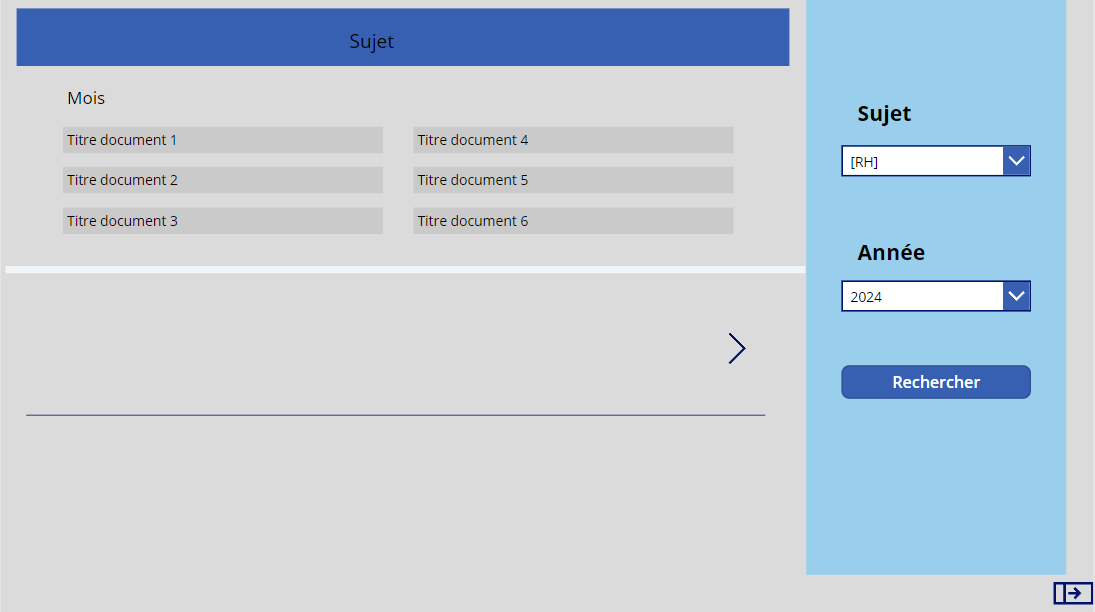 Sujet
Mois
Titre document 1
Titre document 4
Titre document 2
Titre document 5
Titre document 3
Titre document 6
Sujet
[RH]
Année
2024
Rechercher